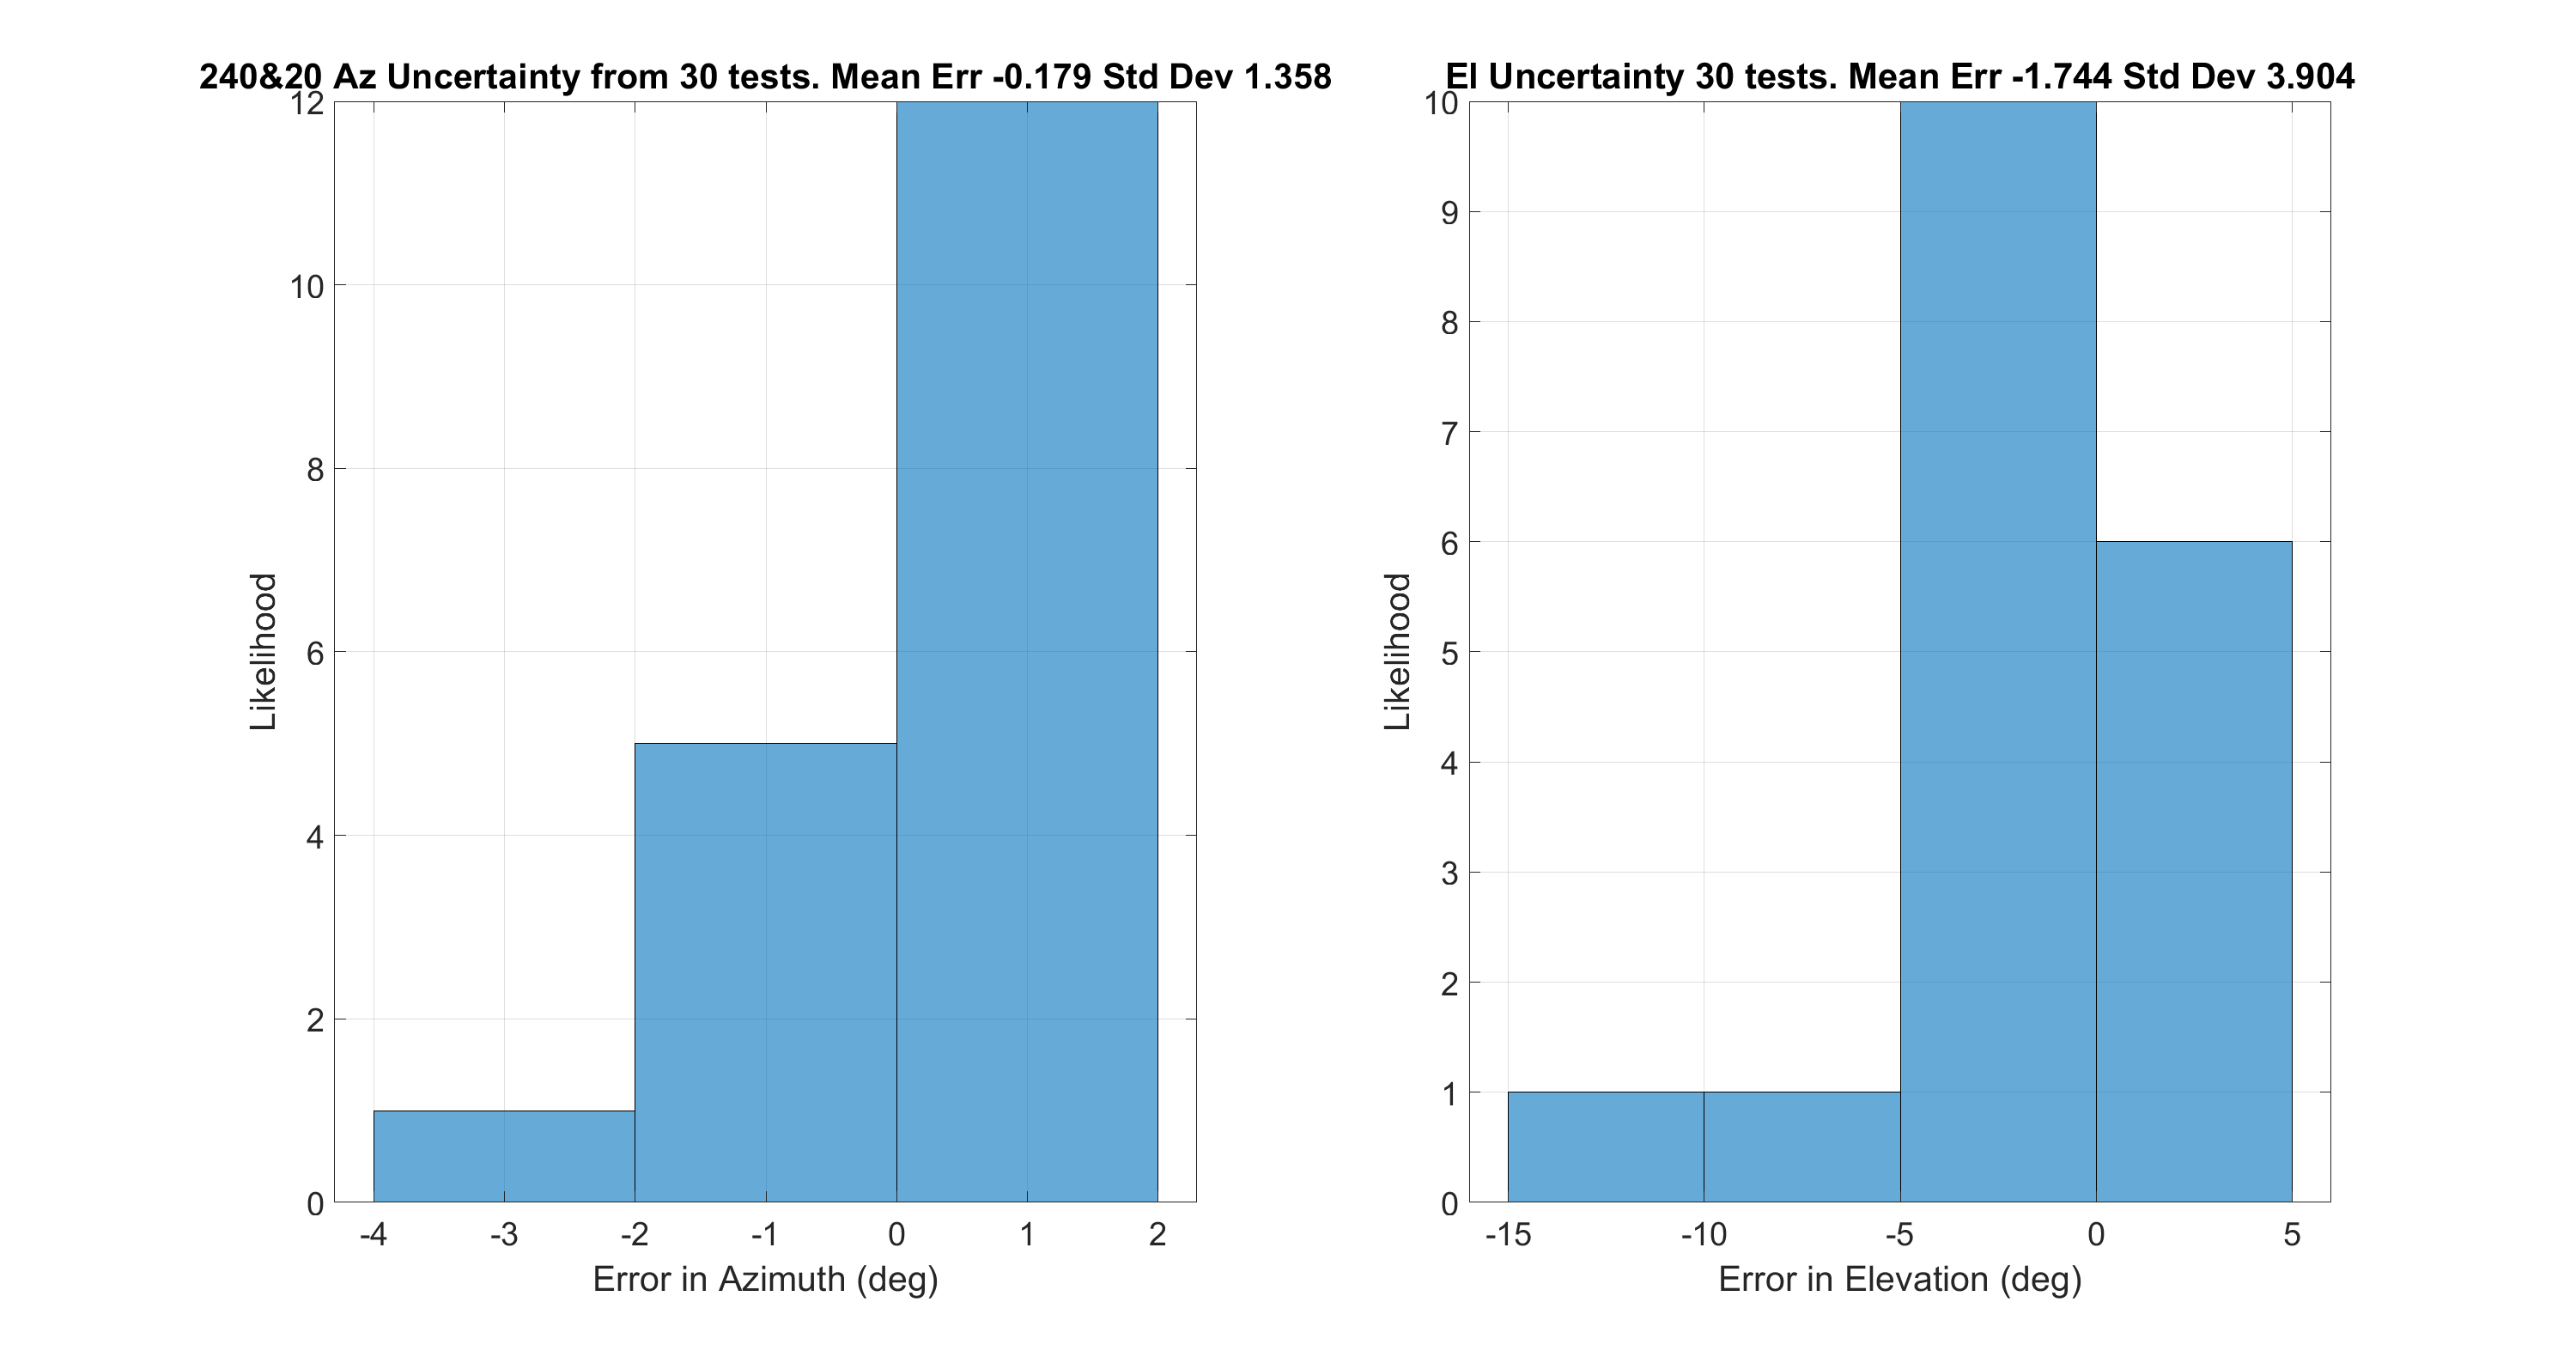 240&20 Az Uncertainty from 30 tests. Mean Err -0.179 Std Dev 1.358
12
10
8
6
4
2
0
Likelihood
-4 -3 -2 -1 0 1 2
Error in Azimuth (deg)
El Uncertainty 30 tests. Mean Err -1.744 Std Dev 3.904
10
9
8
7
6
5
4
3
2
1
0
Likelihood
-15 -10 -5 0 5
Error in Elevation (deg)